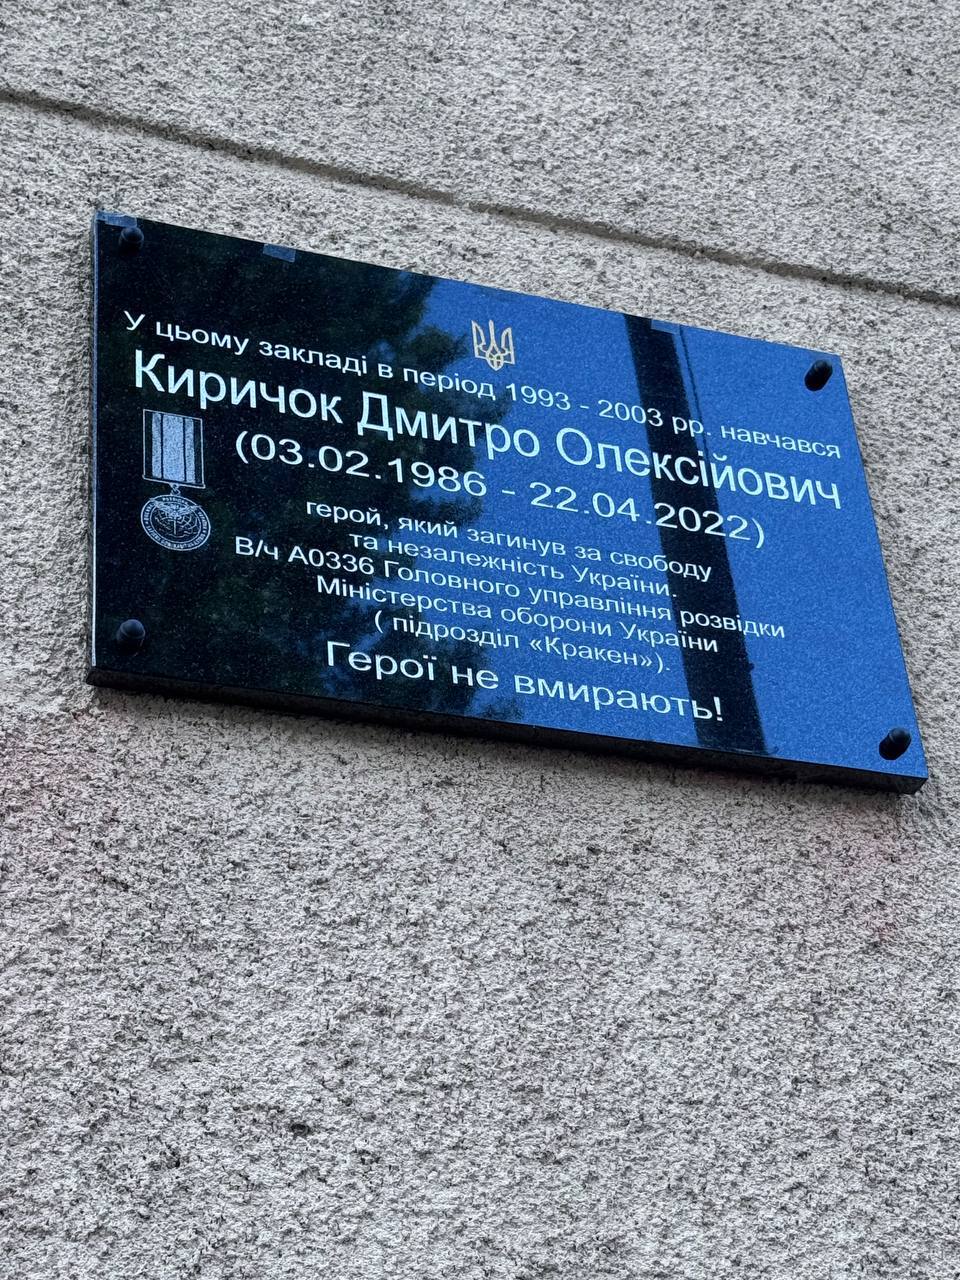 У цьому закладі в період 1993 - 2003 рр. навчався
Киричок Дмитро Олексійович
(03.02.1986 - 22.04.2022)
герой, який загинув за свободу
та незалежність України.
В/ч А0336 Головного управління розвідки
Міністерства оборони України
( підрозділ «Кракен»).
Герої не вмирають!